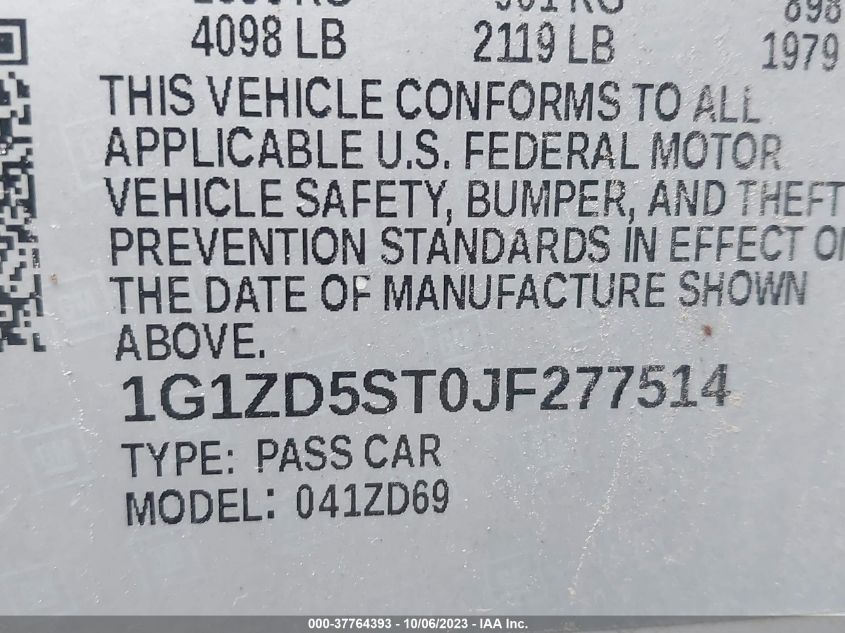 4098 LB 2119 LB 1979
THIS VEHICLE CONFORMS TO ALL
APPLICABLE U.S. FEDERAL MOTOR
VEHICLE SAFETY, BUMPER, AND THEFT
PREVENTION STANDARDS IN EFFECT ON
THE DATE OF MANUFACTURE SHOWN
ABOVE.
1G1ZD5ST0JF277514
TYPE: PASS CAR
MODEL: 041ZD69
000-37764393 - 10/06/2023 - IAA Inc.